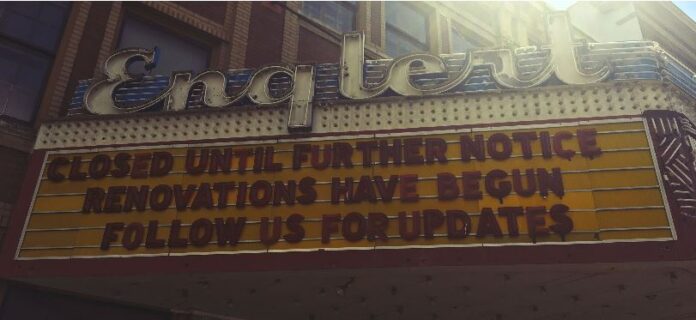 Englert
CLOSED UNTIL FURTHER NOTICE
RENOVATIONS HAVE BEGUN
FOLLOW US FOR UPDATES